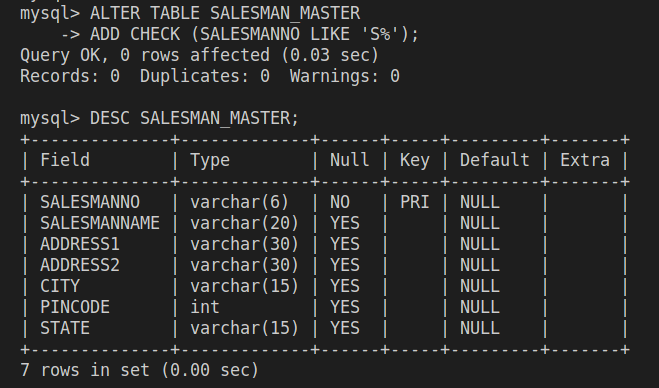 mysql> ALTER TABLE SALESMAN_MASTER
    -> ADD CHECK (SALESMANNO LIKE 'S%');
Query OK, 0 rows affected (0.03 sec)
Records: 0  Duplicates: 0  Warnings: 0

mysql> DESC SALESMAN_MASTER;
+--------------+-------------+------+-----+---------+-------+
| Field        | Type        | Null | Key | Default | Extra |
+--------------+-------------+------+-----+---------+-------+
| SALESMANNO   | varchar(6)  | NO   | PRI | NULL    |       |
| SALESMANNAME | varchar(20) | YES  |     | NULL    |       |
| ADDRESS1     | varchar(30) | YES  |     | NULL    |       |
| ADDRESS2     | varchar(30) | YES  |     | NULL    |       |
| CITY         | varchar(15) | YES  |     | NULL    |       |
| PINCODE      | int         | YES  |     | NULL    |       |
| STATE        | varchar(15) | YES  |     | NULL    |       |
+--------------+-------------+------+-----+---------+-------+
7 rows in set (0.00 sec)